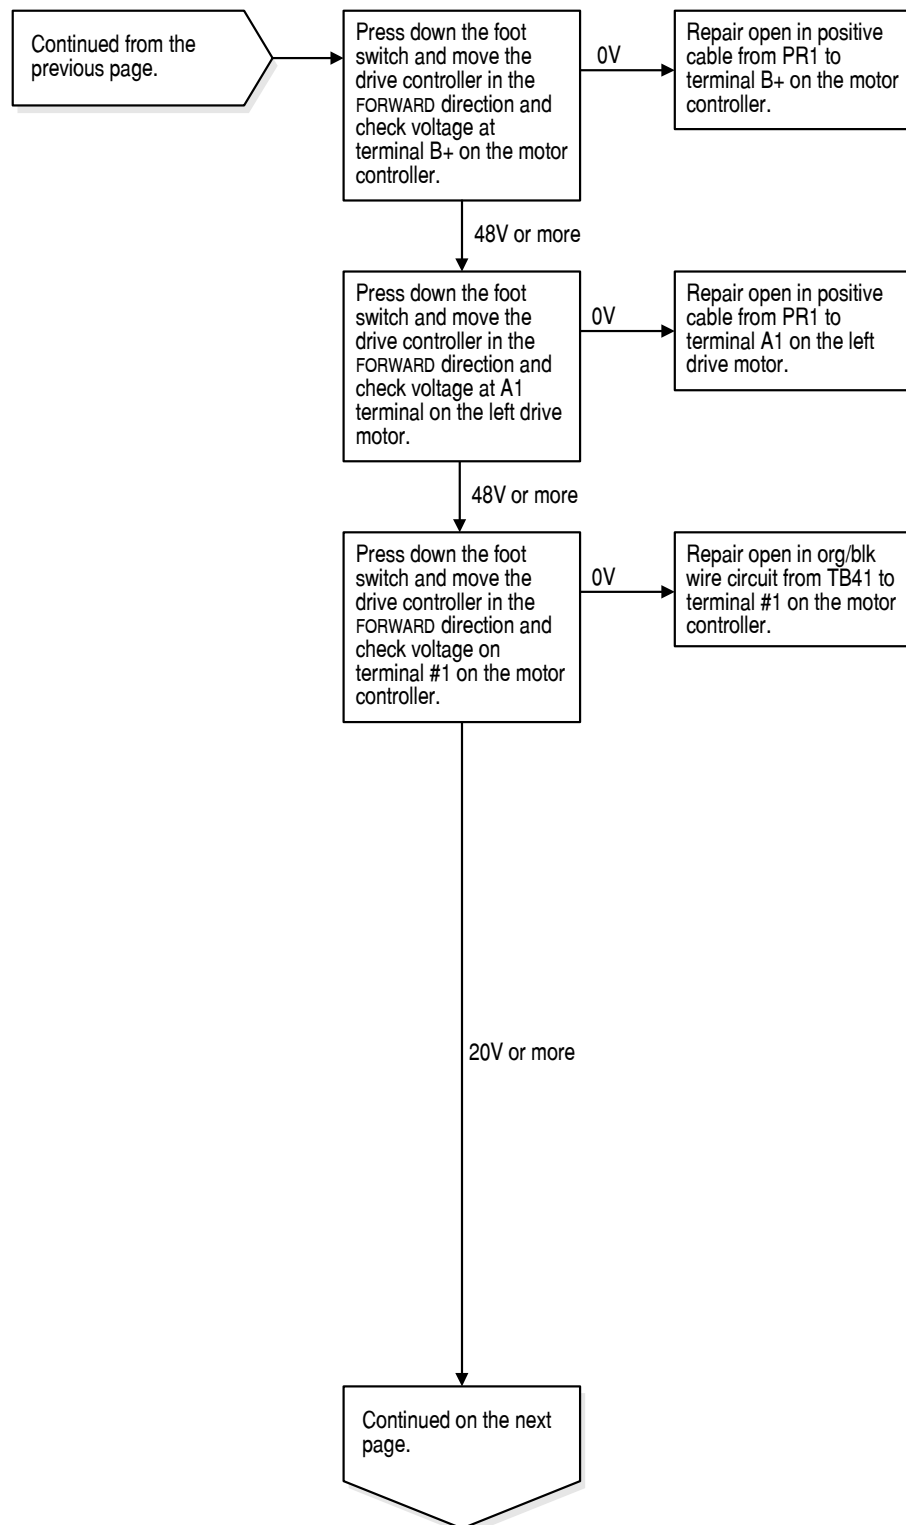 Continued from the
previous page.
Press down the foot
switch and move the
drive controller in the
FORWARD direction and
check voltage at
terminal B+ on the motor
controller.
0V
Repair open in positive
cable from PR1 to
terminal B+ on the motor
controller.
48V or more
Press down the foot
switch and move the
drive controller in the
FORWARD direction and
check voltage at A1
terminal on the left drive
motor.
0V
Repair open in positive
cable from PR1 to
terminal A1 on the left
drive motor.
48V or more
Press down the foot
switch and move the
drive controller in the
FORWARD direction and
check voltage on
terminal #1 on the motor
controller.
0V
Repair open in org/blk
wire circuit from TB41 to
terminal #1 on the motor
controller.
20V or more
Continued on the next
page.